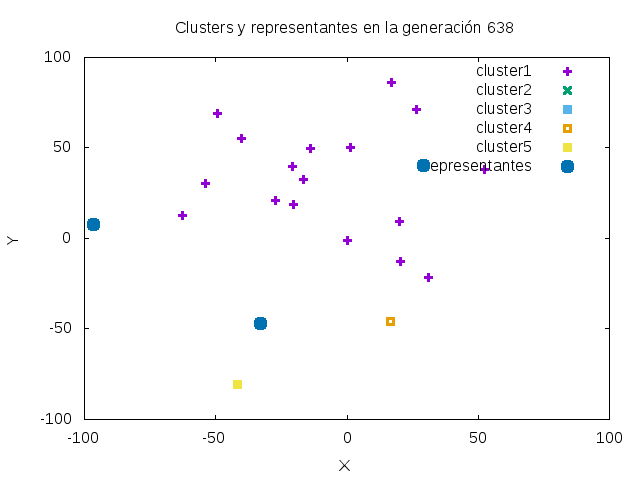 Clusters y representantes en la generación 638
100
50
0
-50
-100
Y
-100
-50
0
50
100
X
cluster1
cluster2
cluster3
cluster4
cluster5
representantes